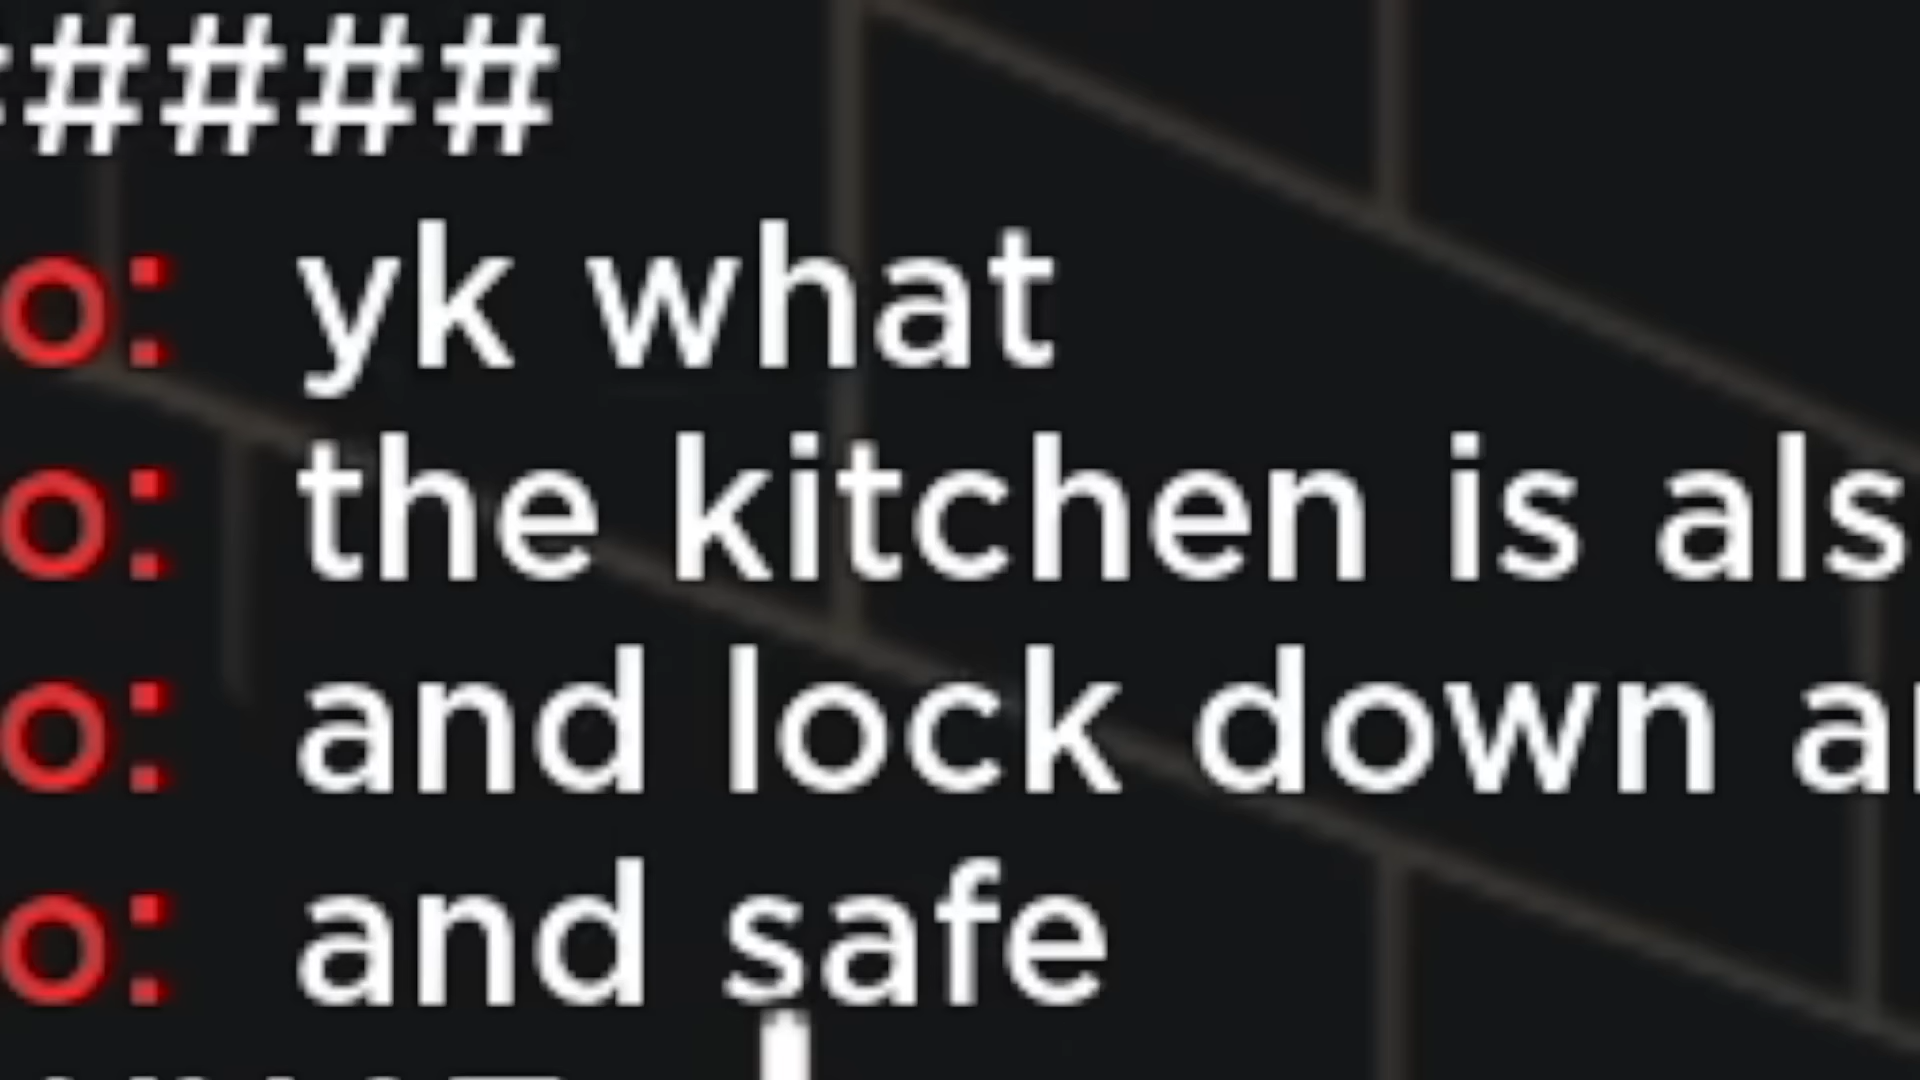 ####
o: yk what
o: the kitchen is als
o: and lock down a
o: and safe